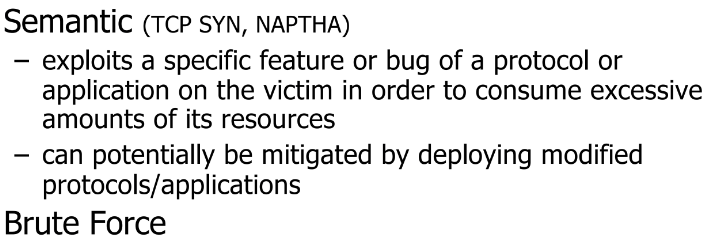 Semantic (TCP SYN, NAPTHA)
– exploits a specific feature or bug of a protocol or
application on the victim in order to consume excessive
amounts of its resources
– can potentially be mitigated by deploying modified
protocols/applications
Brute Force